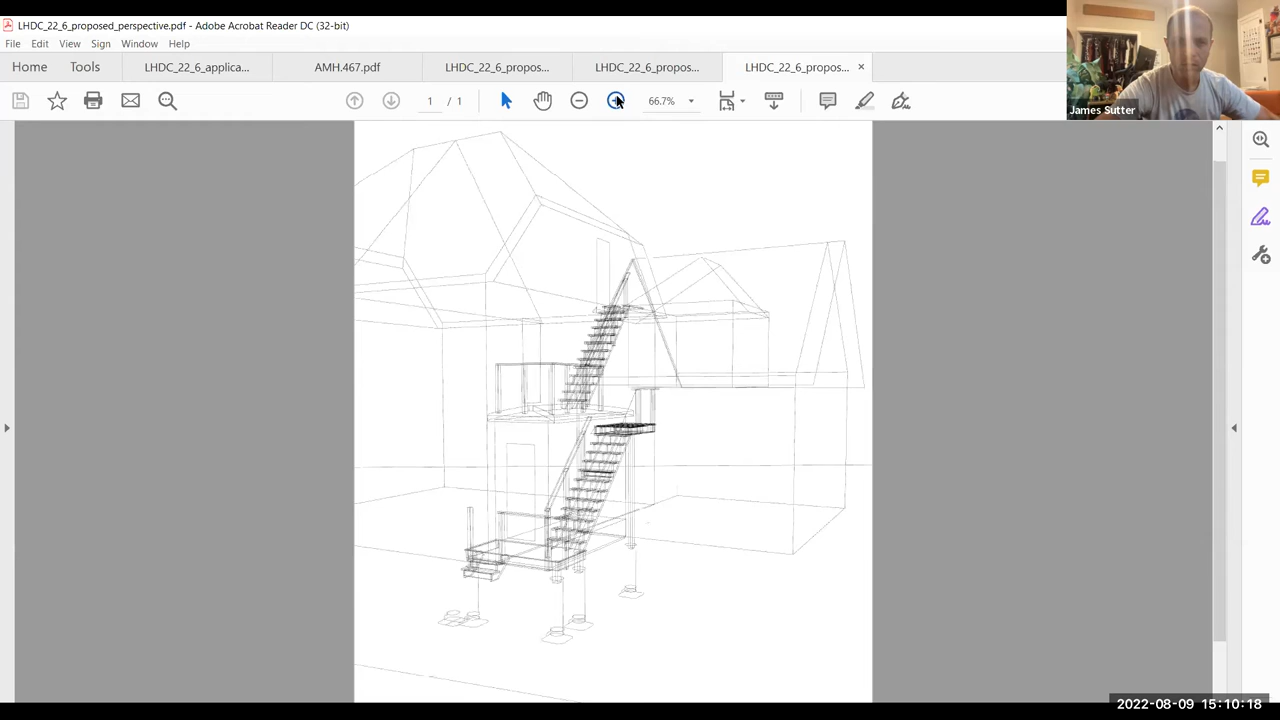 LHDC_22_6_proposed_perspective.pdf - Adobe Acrobat Reader DC (32-bit)
File Edit View Sign Window Help
Home Tools LHDC_22_6_applica... AMH.467.pdf LHDC_22_6_propos... LHDC_22_6_propos... LHDC_22_6_propos... ×
1 / 1 66.7%
James Sutter
2022-08-09 15:10:18